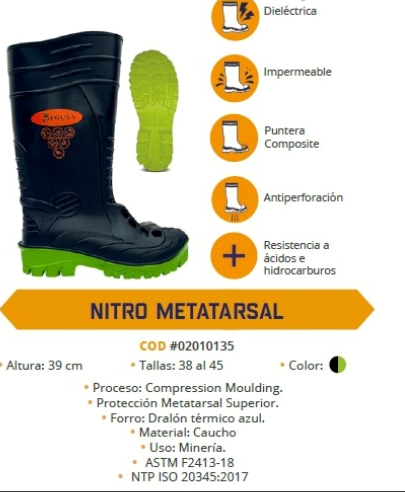 Dieléctrica
Impermeable
SEGUSA
Puntera
Composite
Antiperforación
Resistencia a
ácidos e
hidrocarburos
NITRO METATARSAL
COD #02010135
• Altura: 39 cm • Tallas: 38 al 45 • Color:
• Proceso: Compression Moulding.
• Protección Metatarsal Superior.
• Forro: Dralón térmico azul.
• Material: Caucho
• Uso: Minería.
• ASTM F2413-18
• NTP ISO 20345:2017